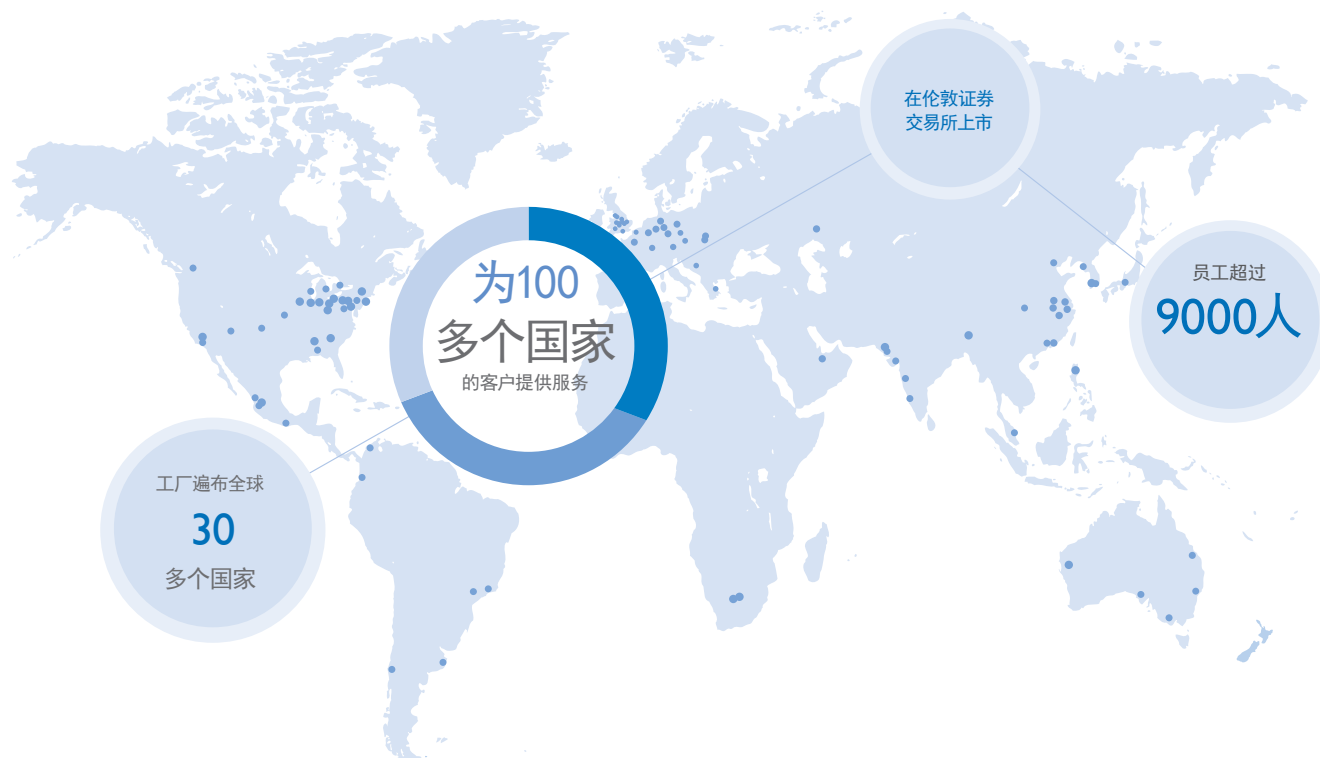 在伦敦证券
交易所上市
为100
多个国家
的客户提供服务
员工超过
9000人
工厂遍布全球
30
多个国家